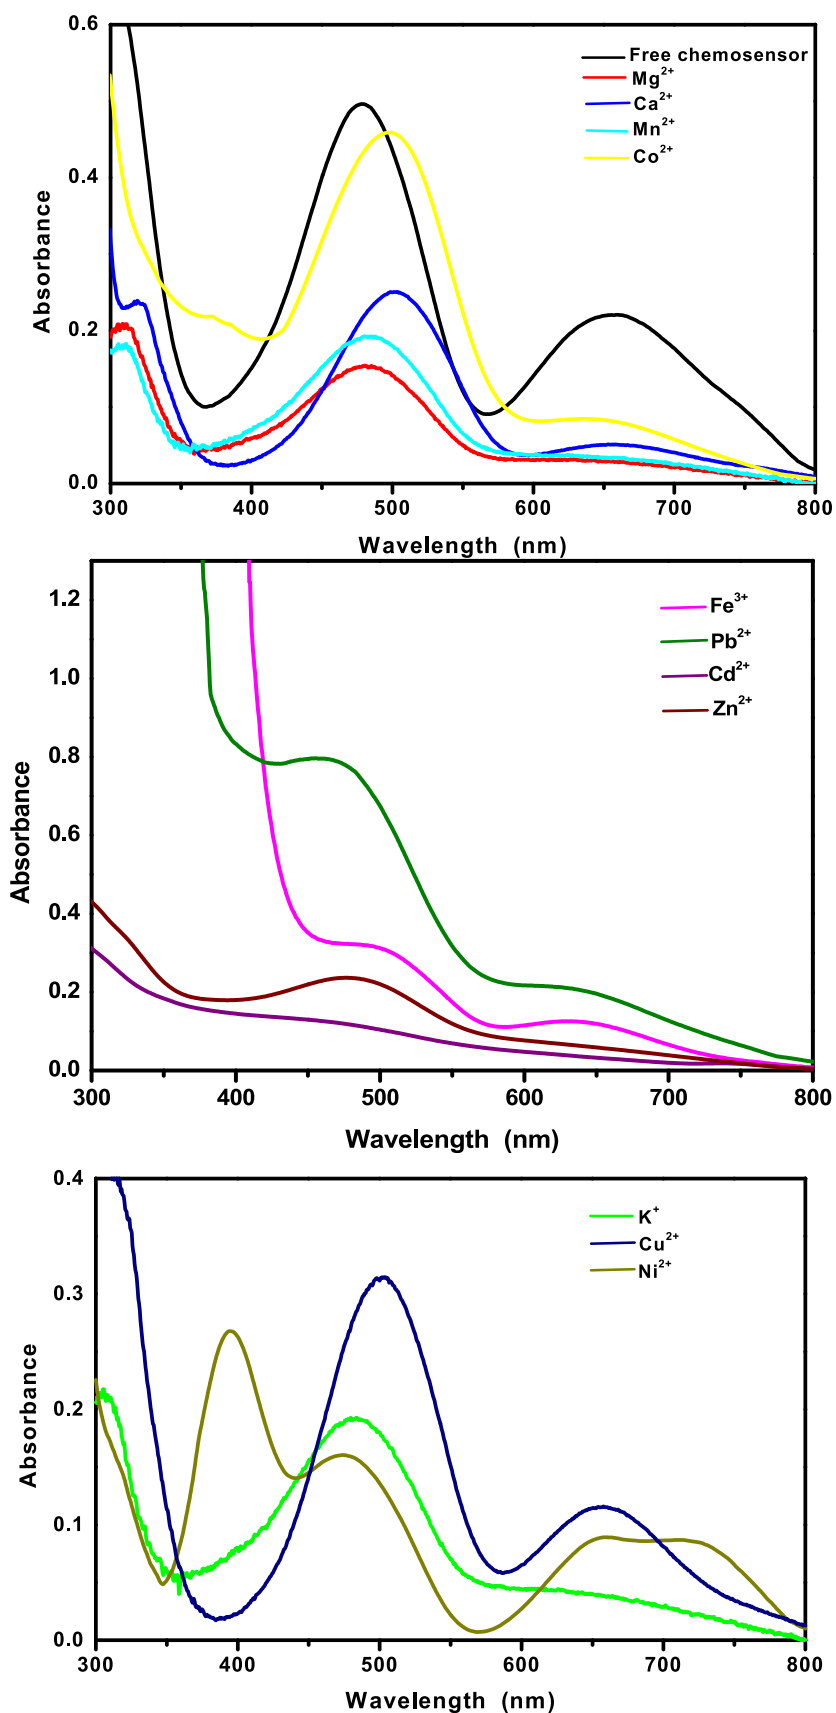 0.6
Free chemosensor
Mg2+
Ca2+
Mn2+
Co2+
0.4
0.2
0.0
Absorbance
300 400 500 600 700 800
Wavelength (nm)
1.2
Fe3+
Pb2+
Cd2+
Zn2+
1.0
0.8
0.6
0.4
0.2
0.0
Absorbance
300 400 500 600 700 800
Wavelength (nm)
0.4
K+
Cu2+
Ni2+
0.3
0.2
0.1
0.0
Absorbance
300 400 500 600 700 800
Wavelength (nm)